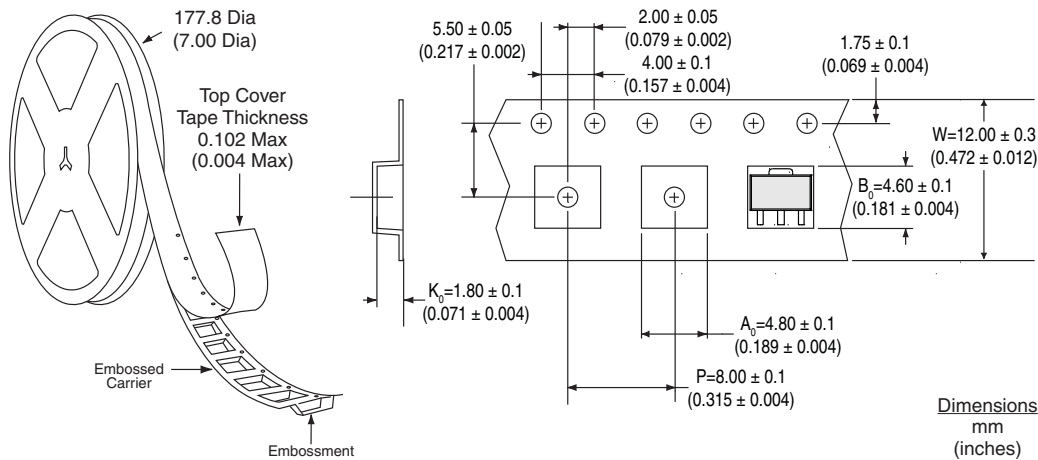 177.8 Dia
(7.00 Dia)
Top Cover
Tape Thickness
0.102 Max
(0.004 Max)
Embossed
Carrier
Embossment
5.50 ± 0.05
(0.217 ± 0.002)
2.00 ± 0.05
(0.079 ± 0.002)
4.00 ± 0.1
(0.157 ± 0.004)
1.75 ± 0.1
(0.069 ± 0.004)
W=12.00 ± 0.3
(0.472 ± 0.012)
B0=4.60 ± 0.1
(0.181 ± 0.004)
K0=1.80 ± 0.1
(0.071 ± 0.004)
A0=4.80 ± 0.1
(0.189 ± 0.004)
P=8.00 ± 0.1
(0.315 ± 0.004)
Dimensions
mm
(inches)